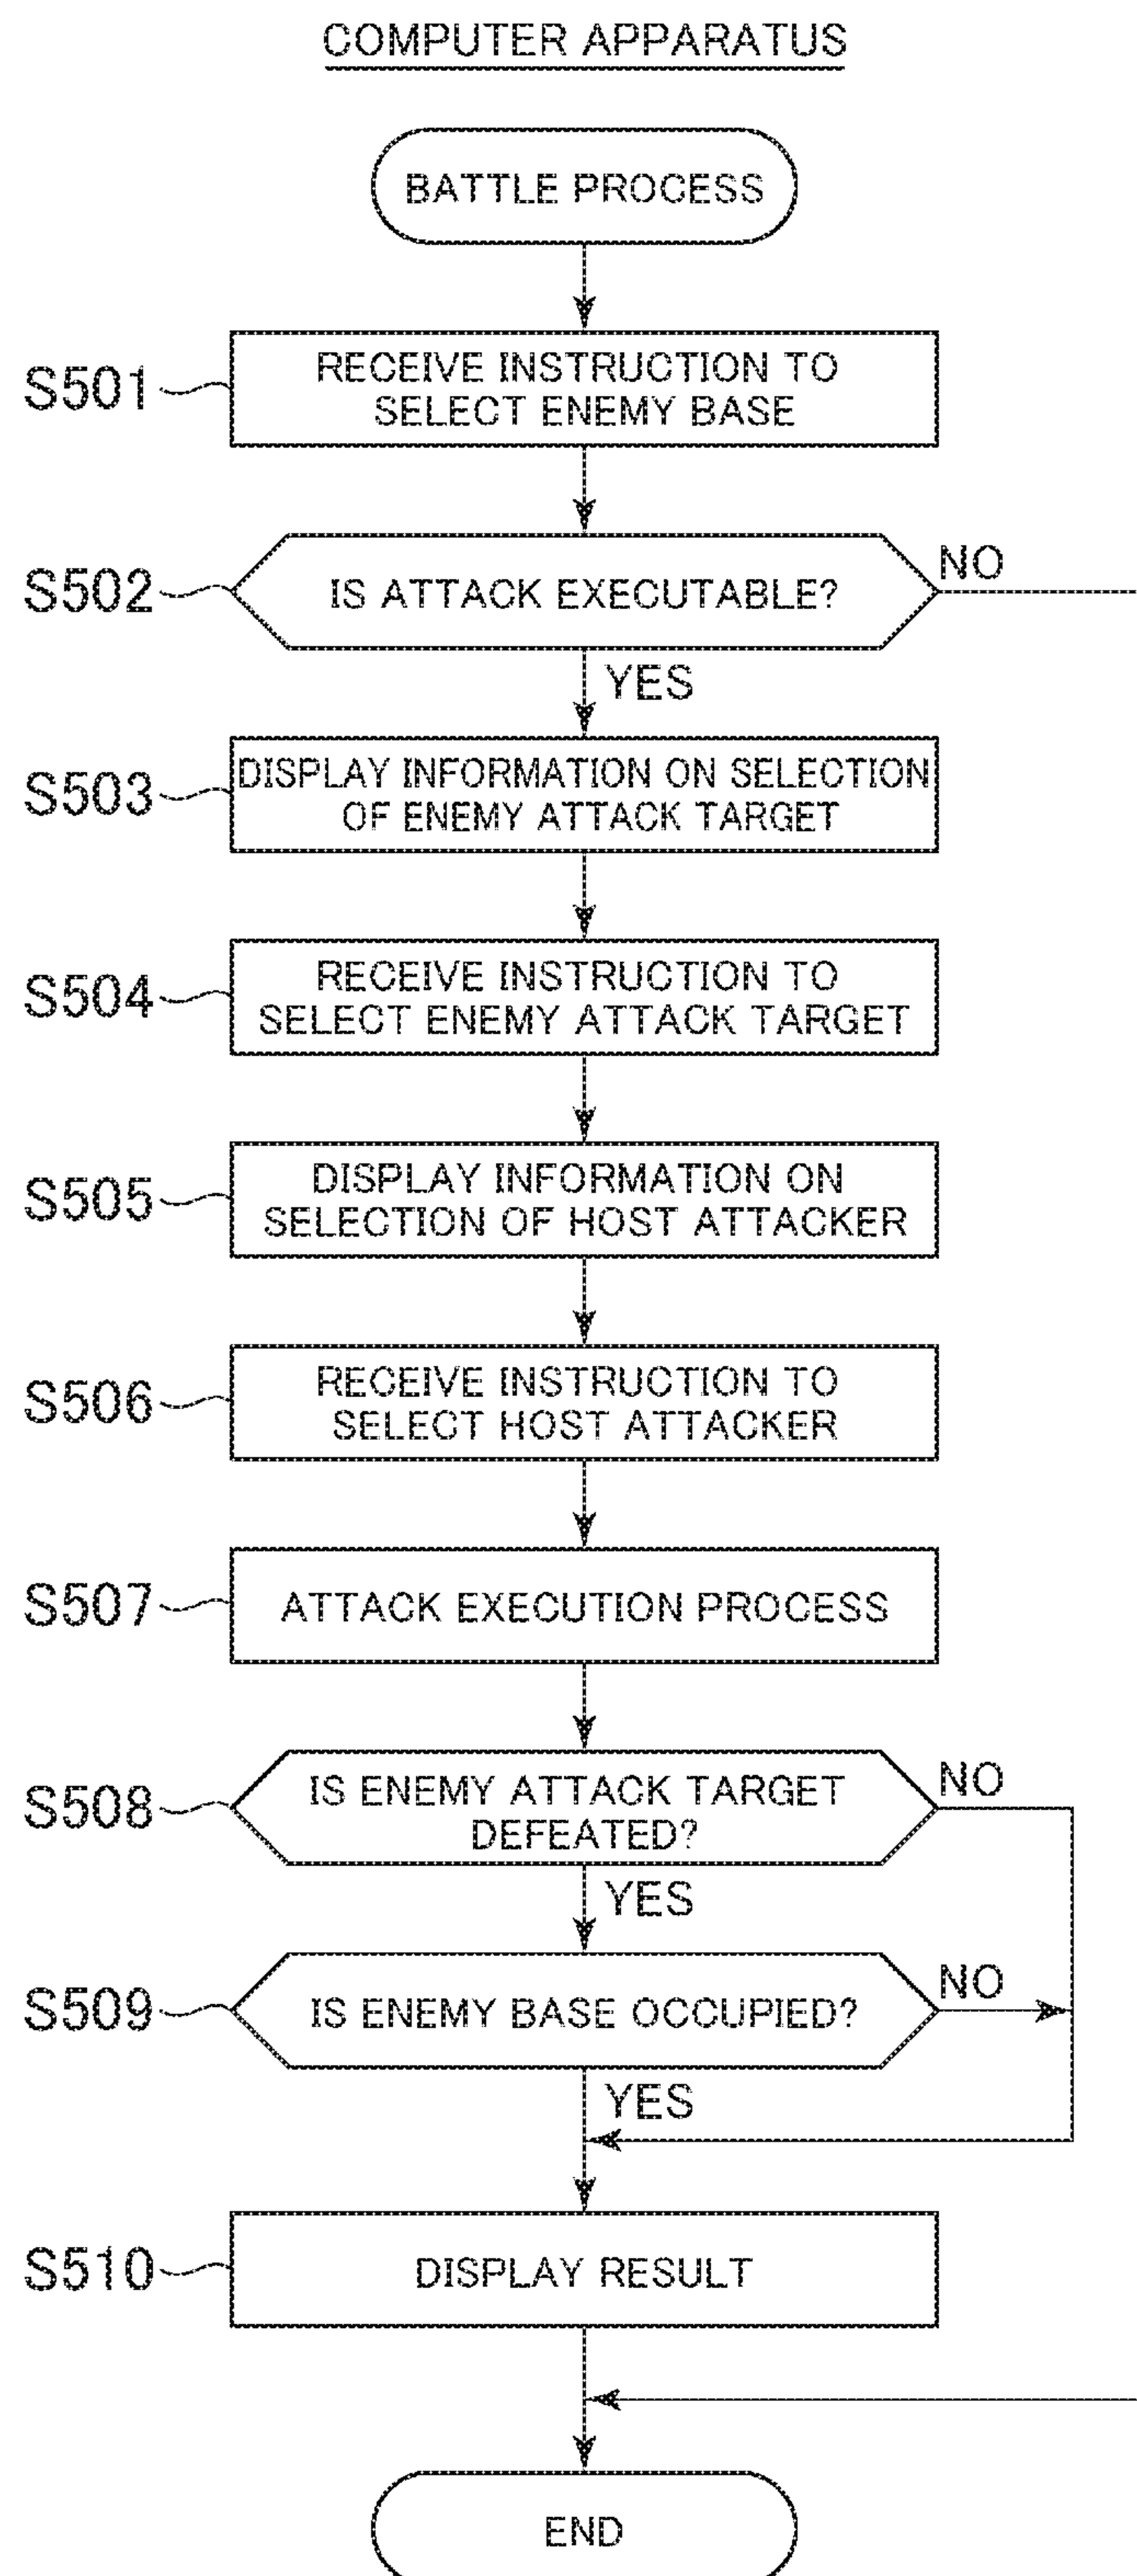 COMPUTER APPARATUS
BATTLE PROCESS
S501
RECEIVE INSTRUCTION TO
SELECT ENEMY BASE
S502
IS ATTACK EXECUTABLE?
NO
YES
S503
DISPLAY INFORMATION ON SELECTION
OF ENEMY ATTACK TARGET
S504
RECEIVE INSTRUCTION TO
SELECT ENEMY ATTACK TARGET
S505
DISPLAY INFORMATION ON
SELECTION OF HOST ATTACKER
S506
RECEIVE INSTRUCTION TO
SELECT HOST ATTACKER
S507
ATTACK EXECUTION PROCESS
S508
IS ENEMY ATTACK TARGET
DEFEATED?
NO
YES
S509
IS ENEMY BASE OCCUPIED?
NO
YES
S510
DISPLAY RESULT
END